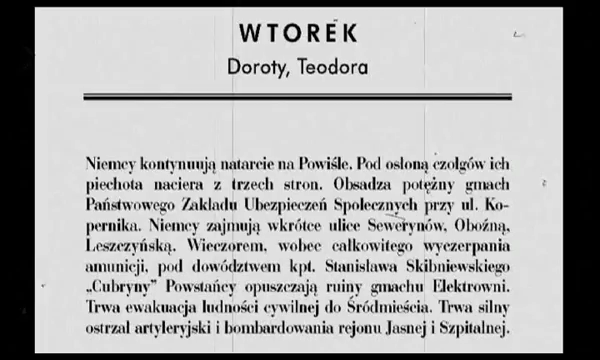 WTOREK
Doroty, Teodora
Niemcy kontynuują natarcie na Powiśle. Pod osłoną czołgów ich
piechota naciera z trzech stron. Obsadza potężny gmach
Państwowego Zakładu Ubezpieczeń Społecznych przy ul. Ko-
pernika. Niemcy zajmują wkrótce ulice Sewerynów, Oboźną,
Leszczyńską. Wieczorem, wobec całkowitego wyczerpania
amunicji, pod dowództwem kpt. Stanisława Skibniewskiego
„Cubryny” Powstańcy opuszczają ruiny gmachu Elektrowni.
Trwa ewakuacja ludności cywilnej do Śródmieścia. Trwa silny
ostrzał artyleryjski i bombardowania rejonu Jasnej i Szpitalnej.